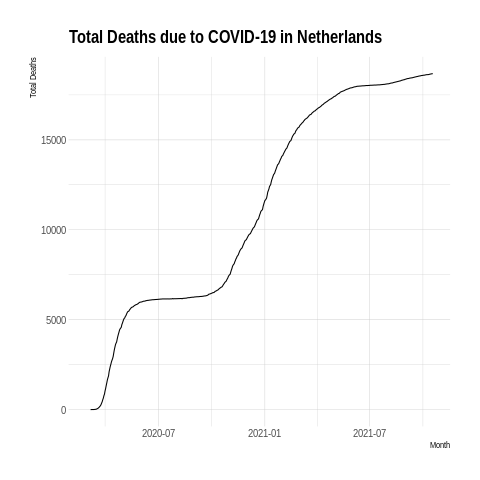 Total Deaths due to COVID-19 in Netherlands
Total Deaths
15000
10000
5000
0
2020-07 2021-01 2021-07
Month